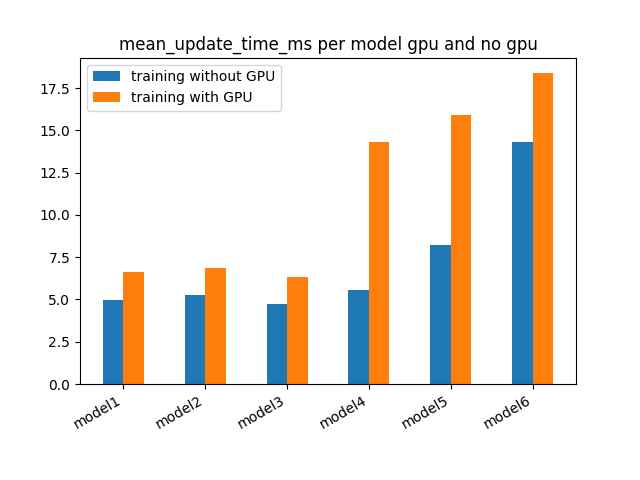 mean_update_time_ms per model gpu and no gpu
training without GPU
training with GPU
17.5
15.0
12.5
10.0
7.5
5.0
2.5
0.0
model1
model2
model3
model4
model5
model6